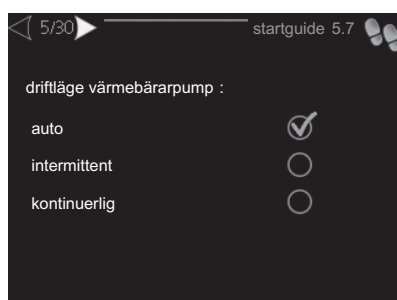 5/30 startguide 5.7
driftläge värmebärarpump :
auto
intermittent
kontinuerlig